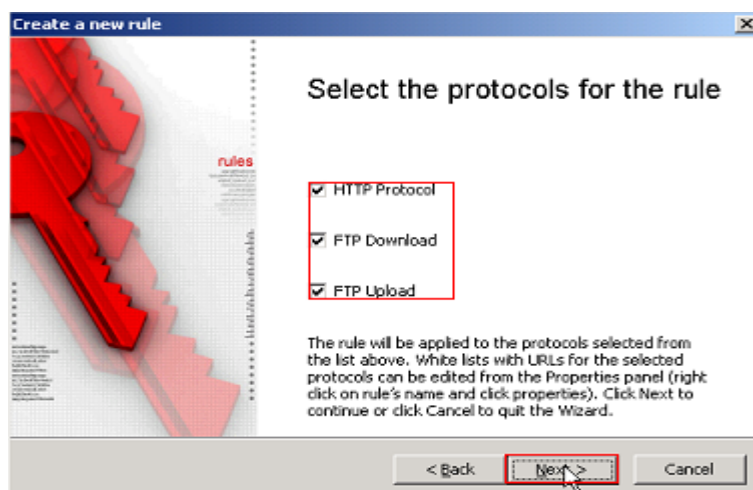 Create a new rule
Select the protocols for the rule
rules
HTTP Protocol
FTP Download
FTP Upload
The rule will be applied to the protocols selected from
the list above. White lists with URLs for the selected
protocols can be edited from the Properties panel (right
click on rule's name and click properties). Click Next to
continue or click Cancel to quit the Wizard.
< Back
Next >
Cancel